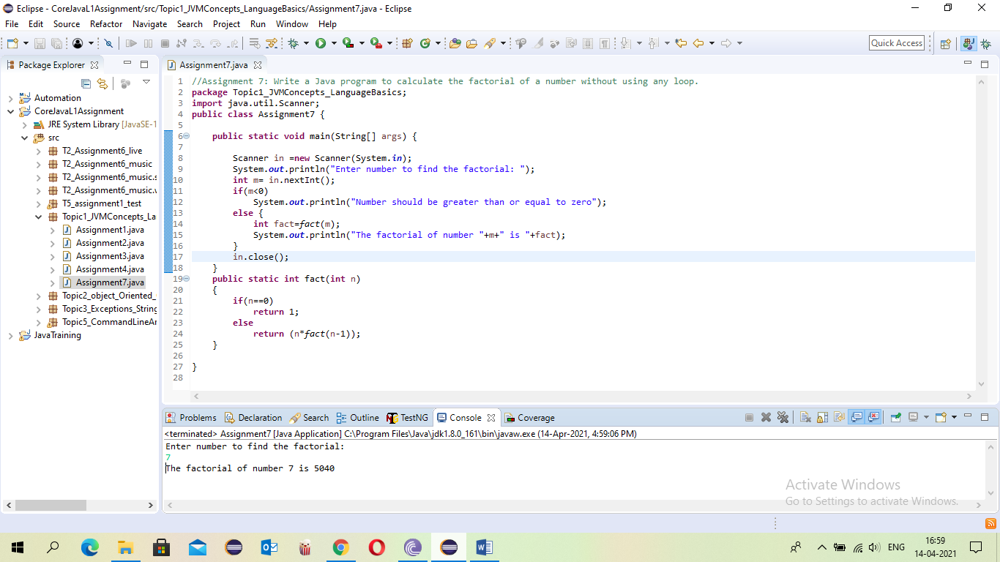 Eclipse - CoreJavaL1Assignment/src/Topic1_JVMConcepts_LanguageBasics/Assignment7.java - Eclipse
File Edit Source Refactor Navigate Search Project Run Window Help
Quick Access
Package Explorer
Automation
CoreJavaL1Assignment
JRE System Library [JavaSE-1
src
T2_Assignment6_live
T2_Assignment6_music
T2_Assignment6_music.s
T2_Assignment6_music.v
T5_assignment1_test
Topic1_JVMConcepts_La
Assignment1.java
Assignment2.java
Assignment3.java
Assignment4.java
Assignment7.java
Topic2_object_Oriented_
Topic3_Exceptions_String
Topic5_CommandLineAr
JavaTraining
Assignment7.java
1 //Assignment 7: Write a Java program to calculate the factorial of a number without using any loop.
2 package Topic1_JVMConcepts_LanguageBasics;
3 import java.util.Scanner;
4 public class Assignment7 {
5
6 public static void main(String[] args) {
7
8 Scanner in =new Scanner(System.in);
9 System.out.println("Enter number to find the factorial: ");
10 int m= in.nextInt();
11 if(m<0)
12 System.out.println("Number should be greater than or equal to zero");
13 else {
14 int fact=fact(m);
15 System.out.println("The factorial of number "+m+" is "+fact);
16 }
17 in.close();
18 }
19 public static int fact(int n)
20 {
21 if(n==0)
22 return 1;
23 else
24 return (n*fact(n-1));
25 }
26
27 }
28
Problems Declaration Search Outline TestNG Console Coverage
<terminated> Assignment7 [Java Application] C:\Program Files\Java\jdk1.8.0_161\bin\javaw.exe (14-Apr-2021, 4:59:06 PM)
Enter number to find the factorial:
7
The factorial of number 7 is 5040
Activate Windows
Go to Settings to activate Windows.
ENG
16:59
14-04-2021